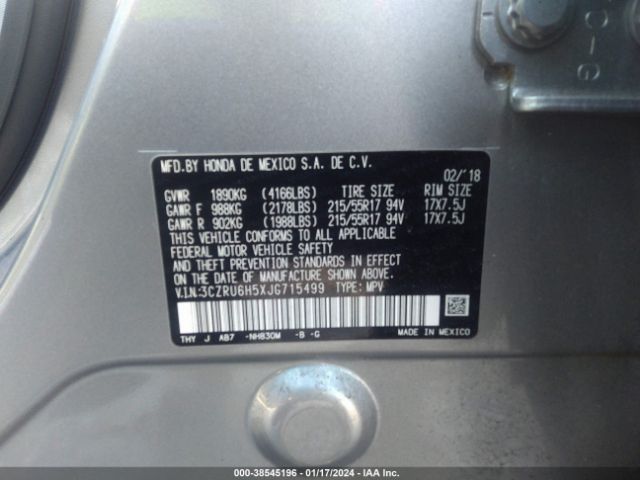 C-G
MFD.BY HONDA DE MEXICO S.A. DE C.V. 02/'18
GVWR 1890KG (4166LBS) TIRE SIZE RIM SIZE
GAWR F 988KG (2178LBS) 215/55R17 94V 17X7.5J
GAWR R 902KG (1988LBS) 215/55R17 94V 17X7.5J
THIS VEHICLE CONFORMS TO ALL APPLICABLE
FEDERAL MOTOR VEHICLE SAFETY
AND THEFT PREVENTION STANDARDS IN EFFECT
ON THE DATE OF MANUFACTURE SHOWN ABOVE.
V.I.N:3CZRU6H5XJG715499 TYPE: MPV
THY J AB7 -NH830M -B -G MADE IN MEXICO
000-38545196 - 01/17/2024 - IAA Inc.